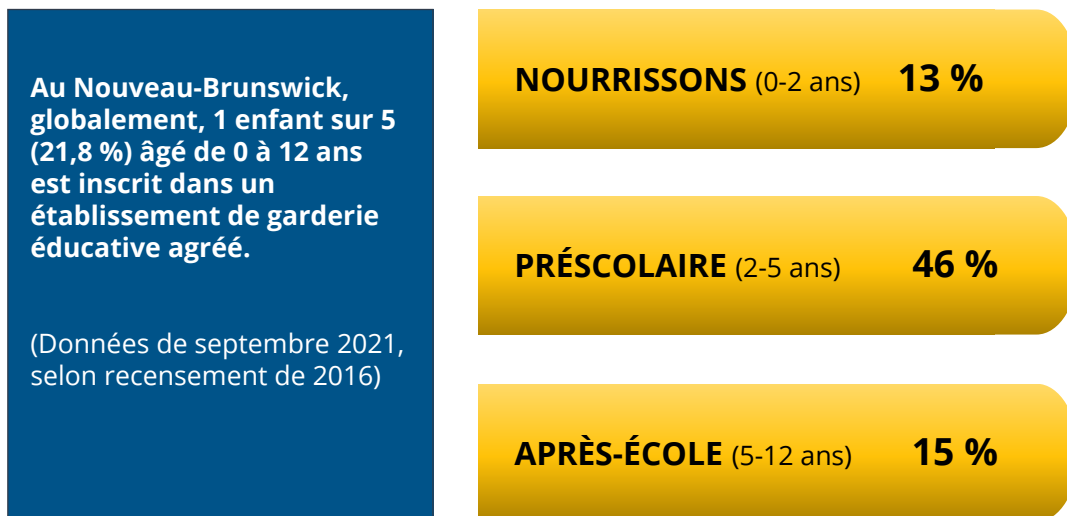 Au Nouveau-Brunswick,
globalement, 1 enfant sur 5
(21,8 %) âgé de 0 à 12 ans
est inscrit dans un
établissement de garderie
éducative agréé.
(Données de septembre 2021,
selon recensement de 2016)
NOURRISSONS (0-2 ans) 13 %
PRÉSCOLAIRE (2-5 ans) 46 %
APRÈS-ÉCOLE (5-12 ans) 15 %